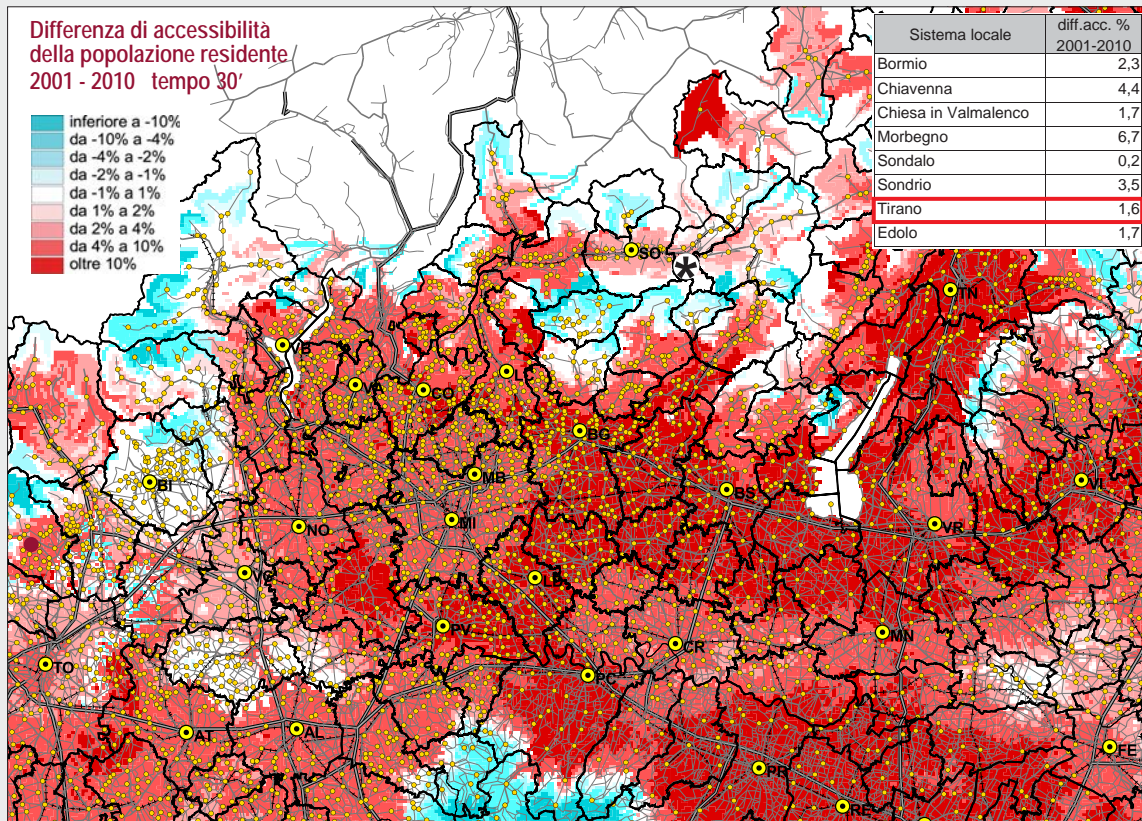 Differenza di accessibilità
della popolazione residente
2001 - 2010 tempo 30'
inferiore a -10%
da -10% a -4%
da -4% a -2%
da -2% a -1%
da -1% a 1%
da 1% a 2%
da 2% a 4%
da 4% a 10%
oltre 10%
Sistema locale diff.acc. %
2001-2010
Bormio 2,3
Chiavenna 4,4
Chiesa in Valmalenco 1,7
Morbegno 6,7
Sondalo 0,2
Sondrio 3,5
Tirano 1,6
Edolo 1,7
SO
*
TN
VB
VA
CO
BG
BI
MB
BS
VI
NO
MI
VR
VC
PV
MN
TO
CR
PC
AT
AL
FE
PR
RE